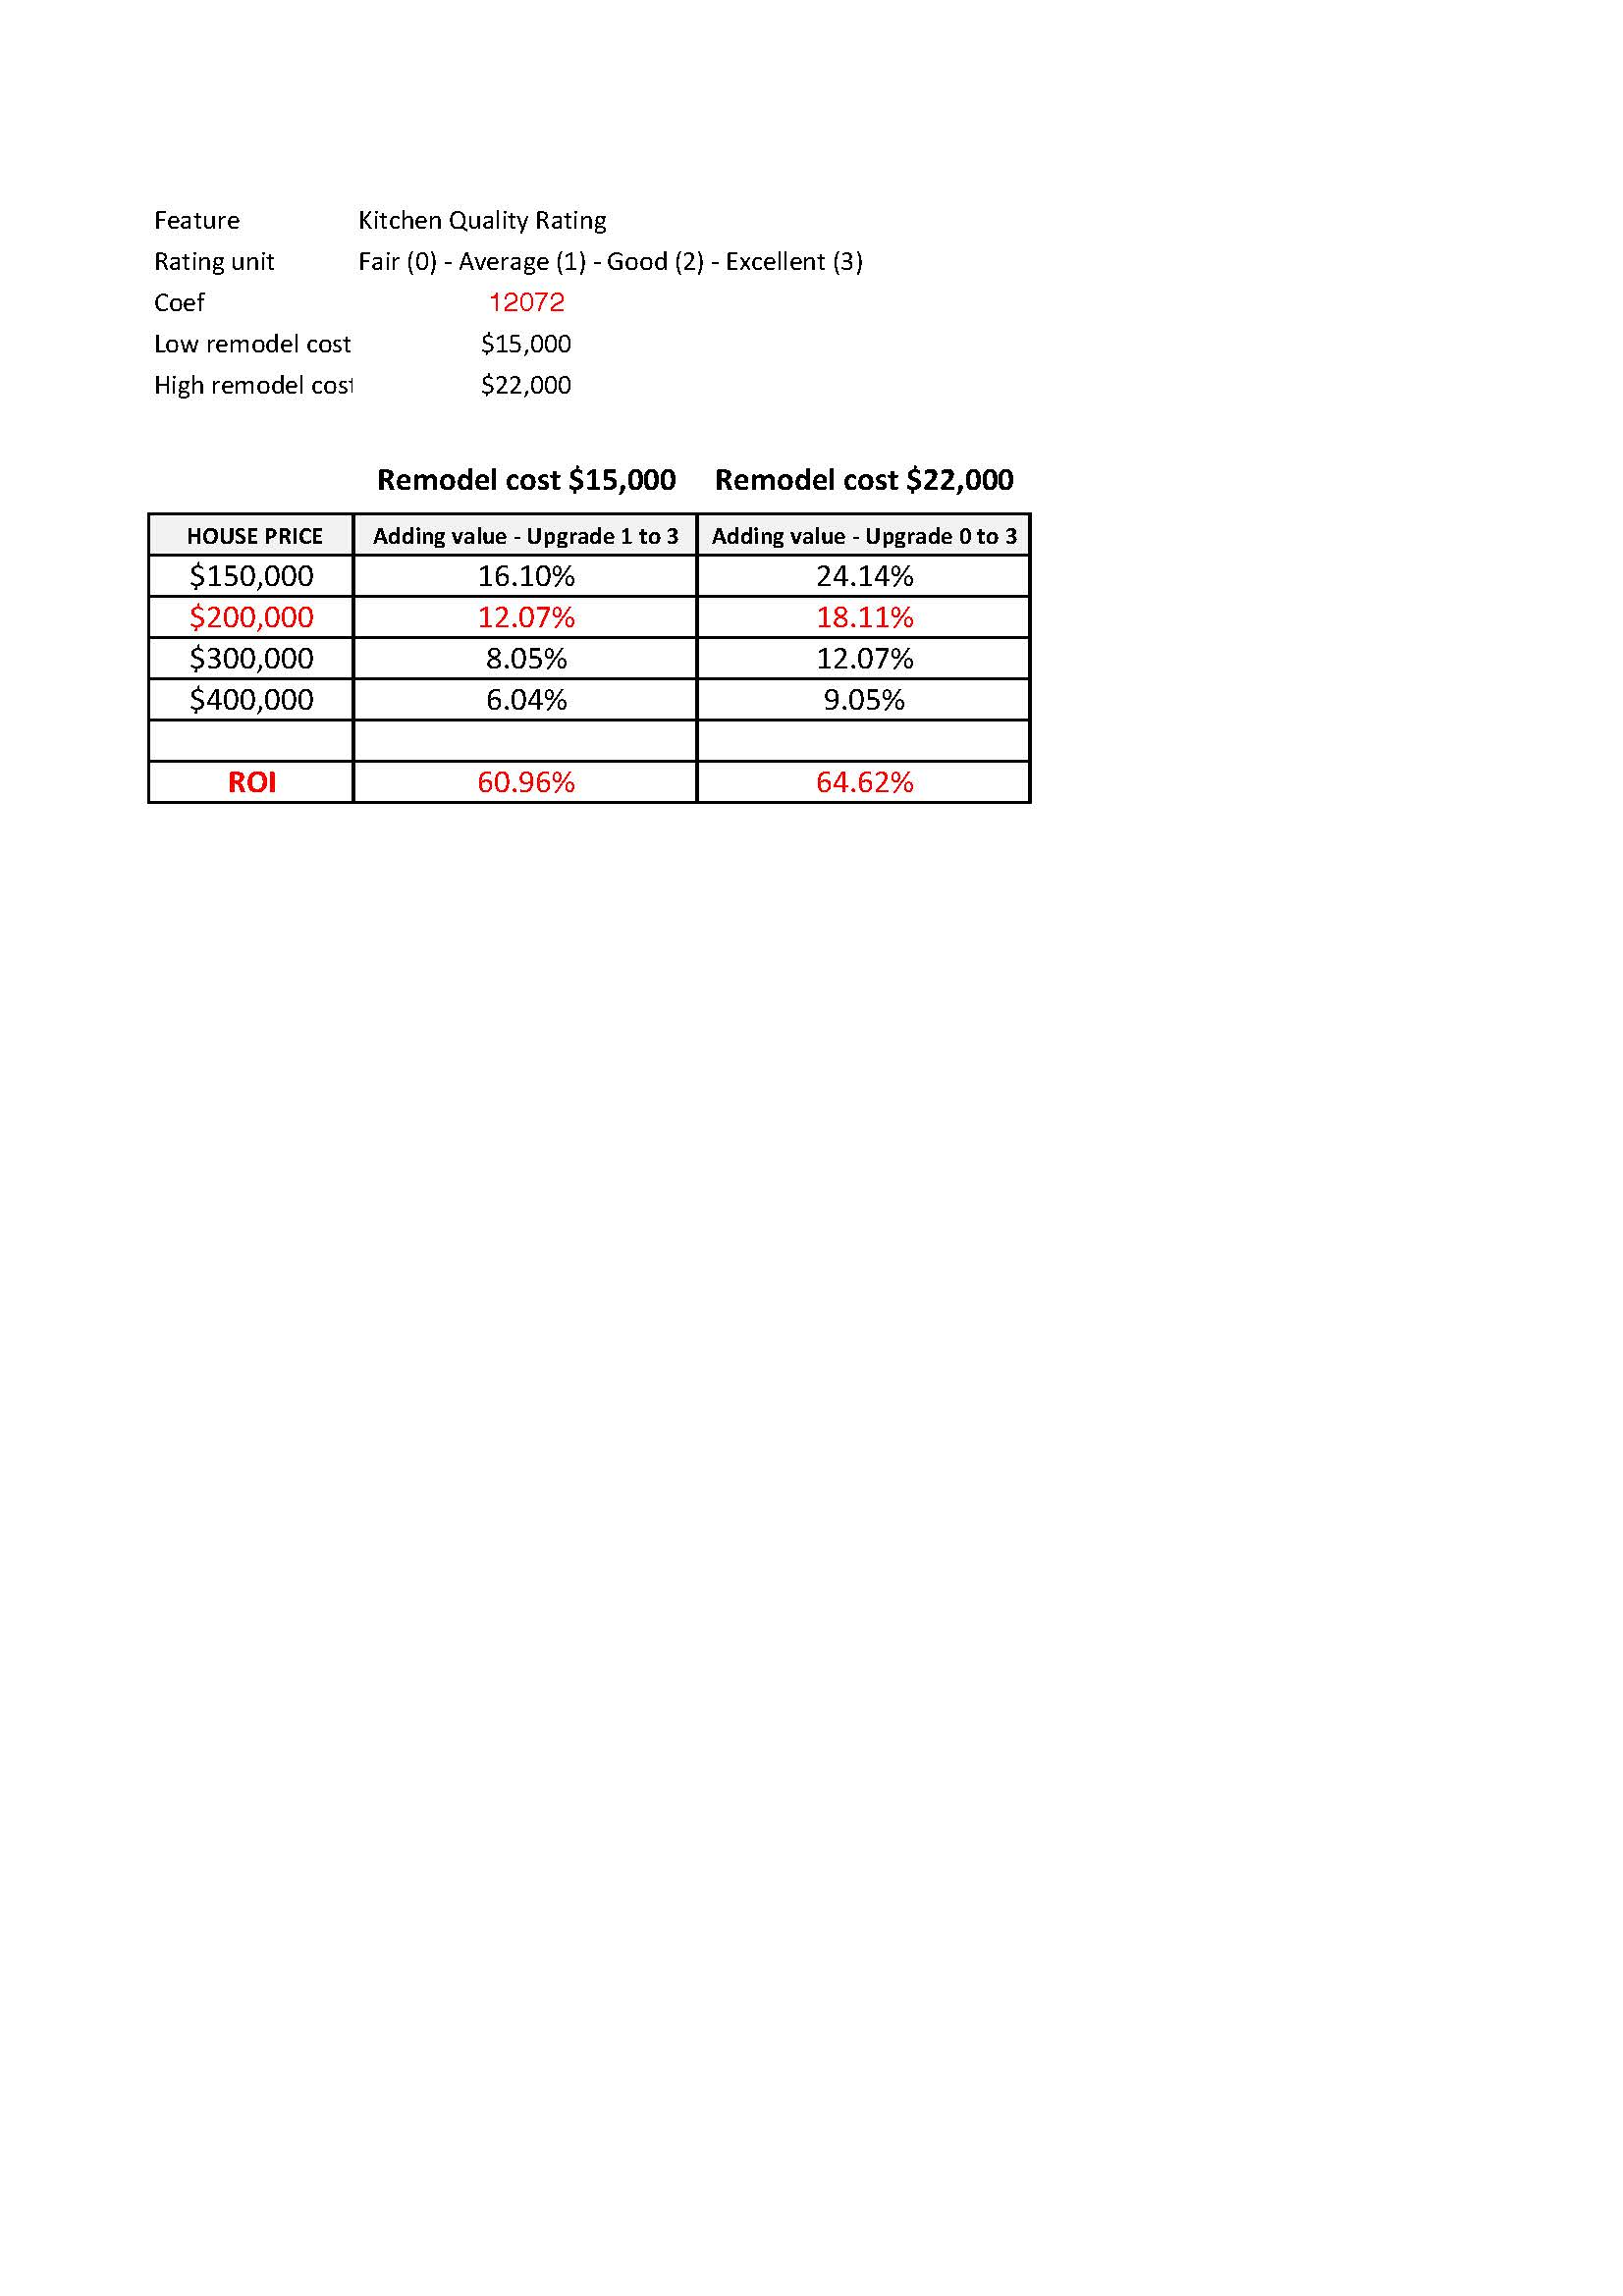 Feature Kitchen Quality Rating
Rating unit Fair (0) - Average (1) - Good (2) - Excellent (3)
Coef 12072
Low remodel cost $15,000
High remodel cost $22,000
Remodel cost $15,000 Remodel cost $22,000
HOUSE PRICE Adding value - Upgrade 1 to 3 Adding value - Upgrade 0 to 3
$150,000 16.10% 24.14%
$200,000 12.07% 18.11%
$300,000 8.05% 12.07%
$400,000 6.04% 9.05%
ROI 60.96% 64.62%